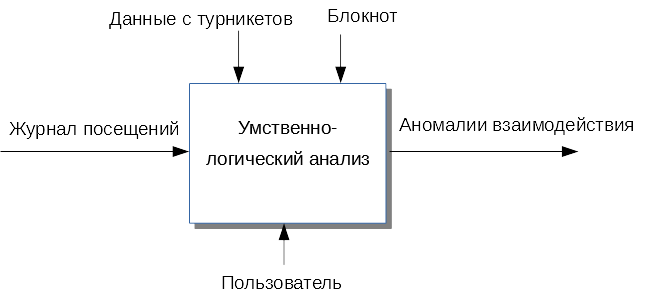 Данные с турникетов
Блокнот
Журнал посещений
Умственно-
логический анализ
Аномалии взаимодействия
Пользователь